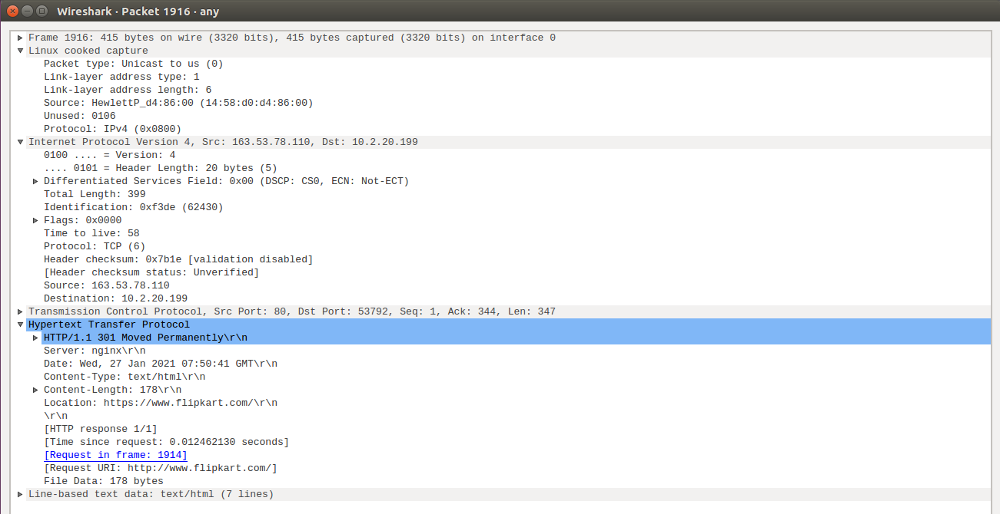 Wireshark · Packet 1916 · any
Frame 1916: 415 bytes on wire (3320 bits), 415 bytes captured (3320 bits) on interface 0
Linux cooked capture
Packet type: Unicast to us (0)
Link-layer address type: 1
Link-layer address length: 6
Source: HewlettP_d4:86:00 (14:58:d0:d4:86:00)
Unused: 0106
Protocol: IPv4 (0x0800)
Internet Protocol Version 4, Src: 163.53.78.110, Dst: 10.2.20.199
0100 .... = Version: 4
.... 0101 = Header Length: 20 bytes (5)
Differentiated Services Field: 0x00 (DSCP: CS0, ECN: Not-ECT)
Total Length: 399
Identification: 0xf3de (62430)
Flags: 0x0000
Time to live: 58
Protocol: TCP (6)
Header checksum: 0x7b1e [validation disabled]
[Header checksum status: Unverified]
Source: 163.53.78.110
Destination: 10.2.20.199
Transmission Control Protocol, Src Port: 80, Dst Port: 53792, Seq: 1, Ack: 344, Len: 347
Hypertext Transfer Protocol
HTTP/1.1 301 Moved Permanently\r\n
Server: nginx\r\n
Date: Wed, 27 Jan 2021 07:50:41 GMT\r\n
Content-Type: text/html\r\n
Content-Length: 178\r\n
Location: https://www.flipkart.com/\r\n
\r\n
[HTTP response 1/1]
[Time since request: 0.012462130 seconds]
[Request in frame: 1914]
[Request URI: http://www.flipkart.com/]
File Data: 178 bytes
Line-based text data: text/html (7 lines)